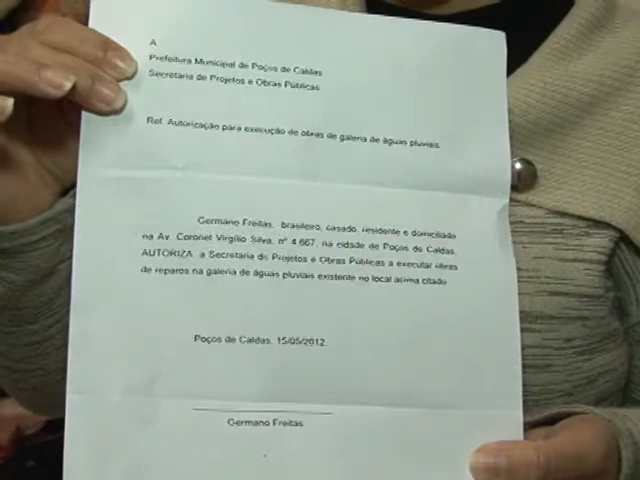 A
Prefeitura Municipal de Poços de Caldas
Secretaria de Projetos e Obras Públicas
Ref. Autorização para execução de obras de galeria de águas pluviais.
Germano Freitas, brasileiro, casado, residente e domiciliado
na Av. Coronel Virgílio Silva, nº 4.667, na cidade de Poços de Caldas,
AUTORIZA a Secretaria de Projetos e Obras Públicas a executar obras
de reparos na galeria de águas pluviais existente no local acima citado.
Poços de Caldas, 15/05/2012.
Germano Freitas